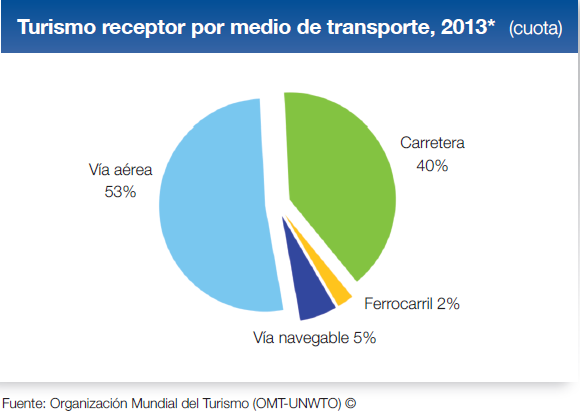 Turismo receptor por medio de transporte, 2013* (cuota)
Carretera
40%
Vía aérea
53%
Ferrocarril 2%
Vía navegable 5%
Fuente: Organización Mundial del Turismo (OMT-UNWTO) ©